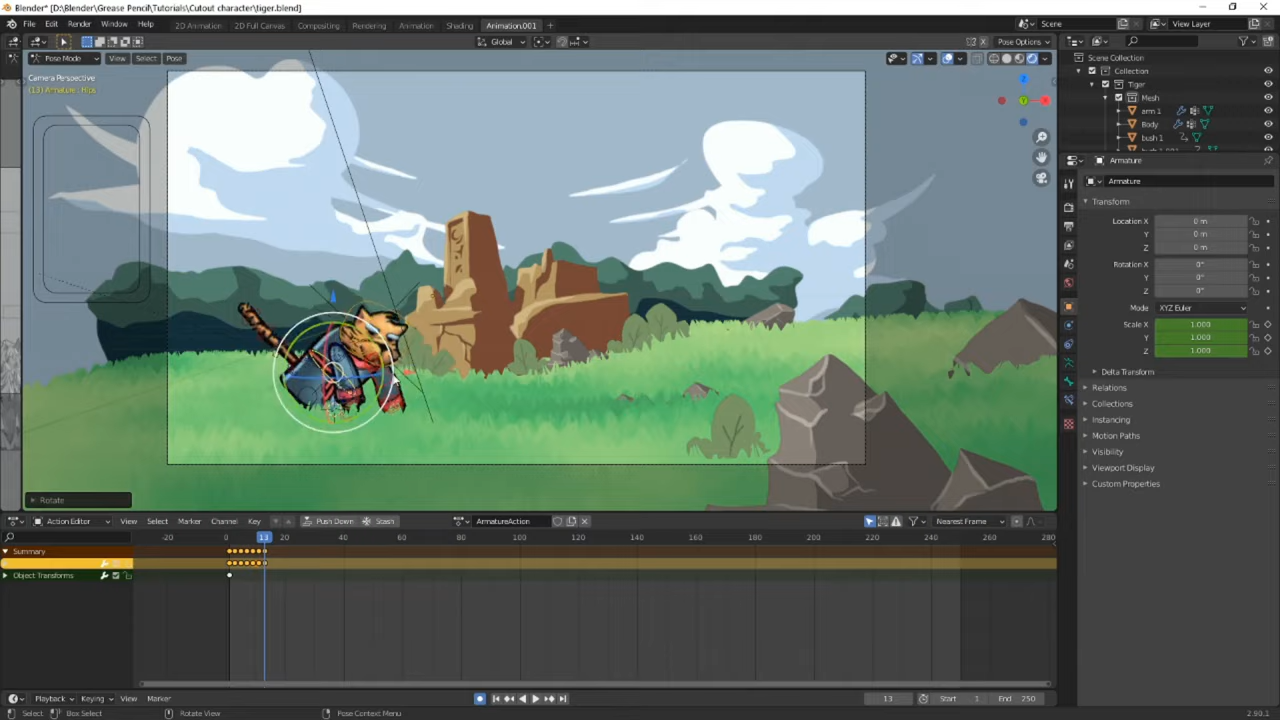 Blender* [D:\Blender\Grease Pencil\Tutorials\Cutout character\tiger.blend]
File Edit Render Window Help 2D Animation 2D Full Canvas Compositing Rendering Animation Shading Animation.001 + Scene View Layer
Global Pose Options
Pose Mode View Select Pose
Camera Perspective
(13) Armature : Hips
Scene Collection
Collection
Tiger
Mesh
arm 1
Body
bush 1
Armature
Armature
Transform
Location X 0 m
Y 0 m
Z 0 m
Rotation X 0°
Y 0°
Z 0°
Mode XYZ Euler
Scale X 1.000
Y 1.000
Z 1.000
Delta Transform
Relations
Collections
Instancing
Motion Paths
Visibility
Viewport Display
Custom Properties
Rotate
Action Editor View Select Marker Channel Key Push Down Stash ArmatureAction Nearest Frame
-20 0 13 20 40 60 80 100 120 140 160 180 200 220 240 260 280
Summary
Object Transforms
Playback Keying View Marker 13 Start 1 End 250
Select Box Select Rotate View Pose Context Menu 2.90.1